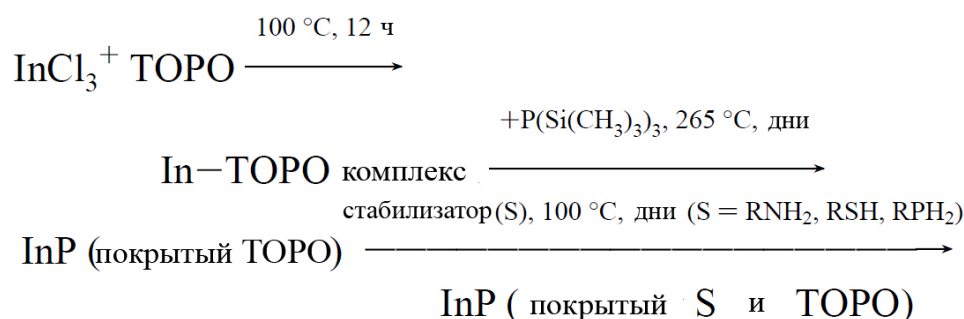 100 °C, 12 ч
InCl₃⁺ TOPO
+P(Si(CH₃)₃)₃, 265 °C, дни
In−TOPO комплекс
стабилизатор (S), 100 °C, дни (S = RNH₂, RSH, RPH₂)
InP (покрытый TOPO)
InP ( покрытый S и TOPO)